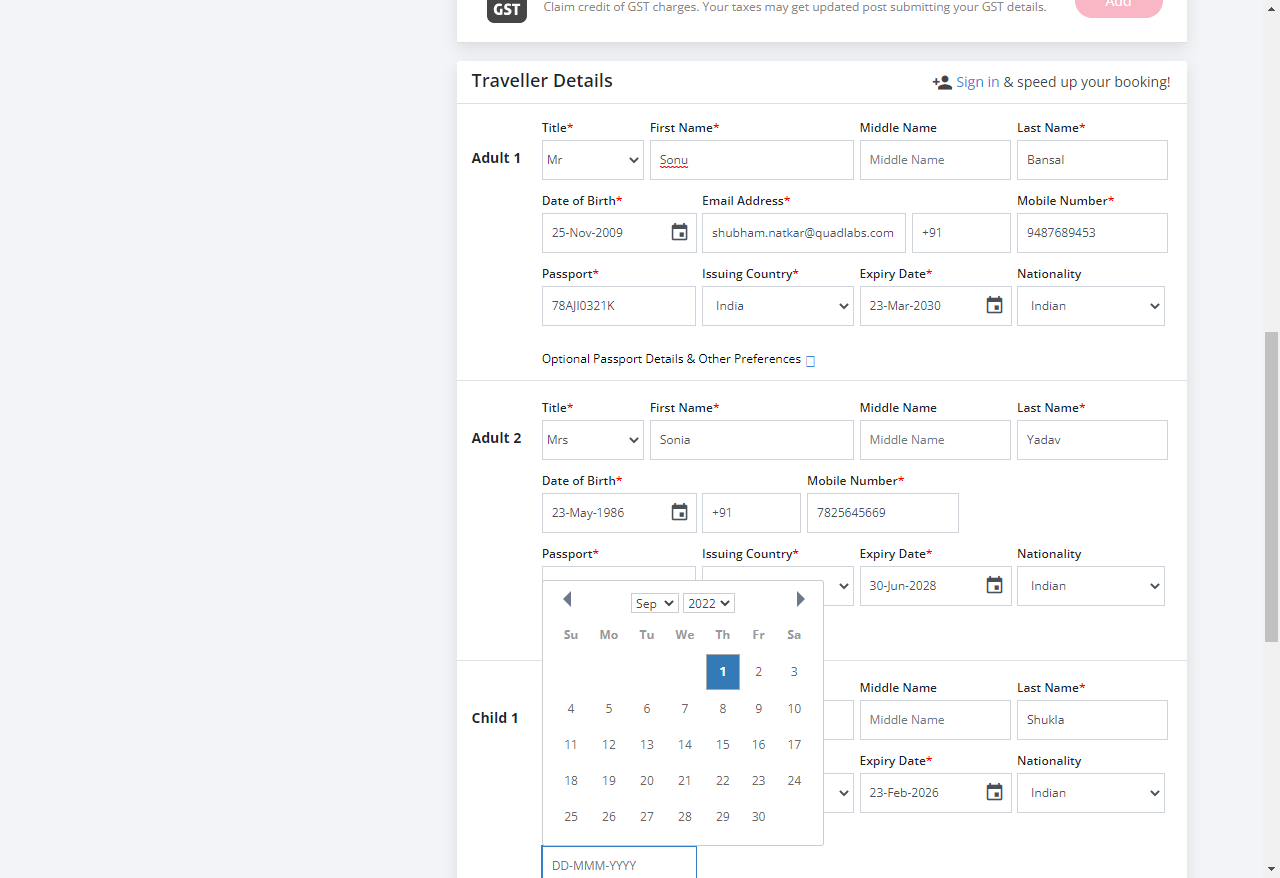 GST Claim credit of GST charges. Your taxes may get updated post submitting your GST details. Add
Traveller Details Sign in & speed up your booking!
Title* First Name* Middle Name Last Name*
Adult 1 Mr Sonu Middle Name Bansal
Date of Birth* Email Address* Mobile Number*
25-Nov-2009 shubham.natkar@quadlabs.com +91 9487689453
Passport* Issuing Country* Expiry Date* Nationality
78AJI0321K India 23-Mar-2030 Indian
Optional Passport Details & Other Preferences
Title* First Name* Middle Name Last Name*
Adult 2 Mrs Sonia Middle Name Yadav
Date of Birth* Mobile Number*
23-May-1986 +91 7825645669
Passport* Issuing Country* Expiry Date* Nationality
30-Jun-2028 Indian
Sep 2022
Su Mo Tu We Th Fr Sa
1 2 3
4 5 6 7 8 9 10
11 12 13 14 15 16 17
18 19 20 21 22 23 24
25 26 27 28 29 30
Middle Name Last Name*
Child 1 Middle Name Shukla
Expiry Date* Nationality
23-Feb-2026 Indian
DD-MMM-YYYY